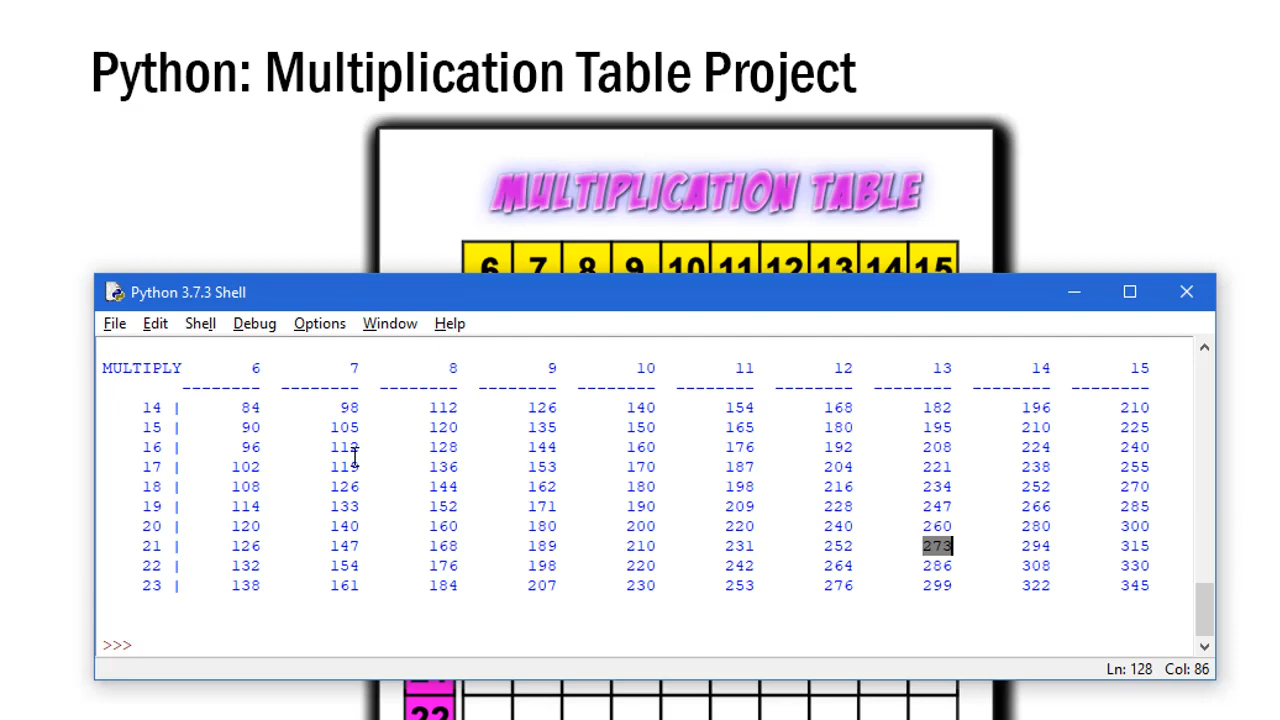 Python: Multiplication Table Project
MULTIPLICATION TABLE
6 7 8 9 10 11 12 13 14 15
Python 3.7.3 Shell
File Edit Shell Debug Options Window Help
MULTIPLY 6 7 8 9 10 11 12 13 14 15
-------- -------- -------- -------- -------- -------- -------- -------- -------- --------
14 | 84 98 112 126 140 154 168 182 196 210
15 | 90 105 120 135 150 165 180 195 210 225
16 | 96 112 128 144 160 176 192 208 224 240
17 | 102 119 136 153 170 187 204 221 238 255
18 | 108 126 144 162 180 198 216 234 252 270
19 | 114 133 152 171 190 209 228 247 266 285
20 | 120 140 160 180 200 220 240 260 280 300
21 | 126 147 168 189 210 231 252 273 294 315
22 | 132 154 176 198 220 242 264 286 308 330
23 | 138 161 184 207 230 253 276 299 322 345
>>>
Ln: 128 Col: 86
22